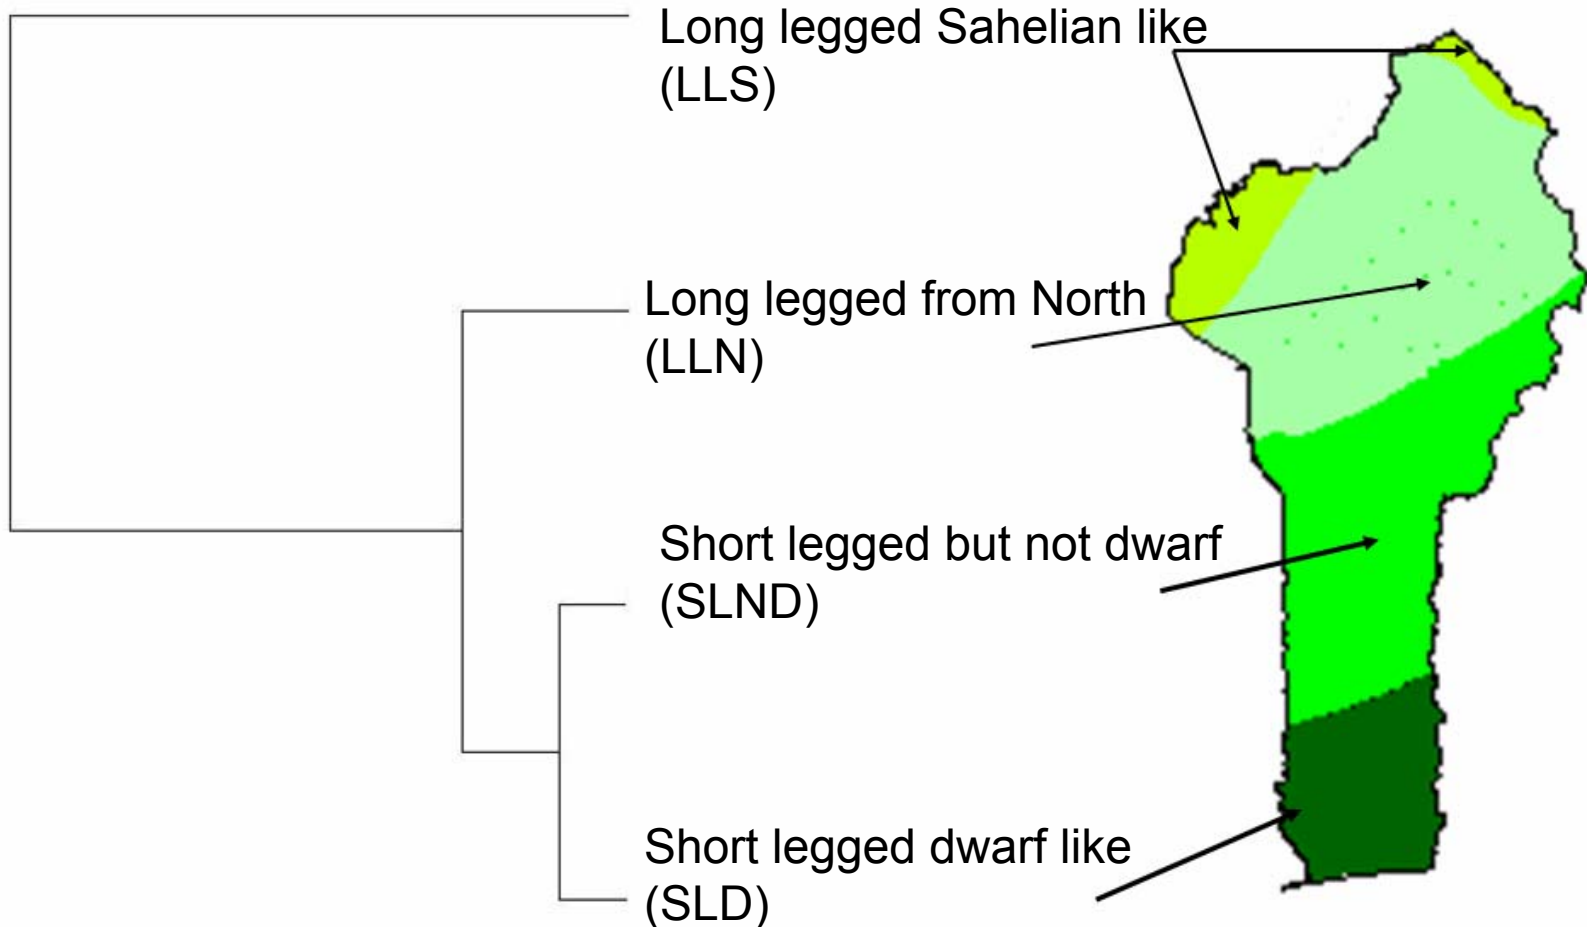 Long legged Sahelian like
(LLS)
Long legged from North
(LLN)
Short legged but not dwarf
(SLND)
Short legged dwarf like
(SLD)